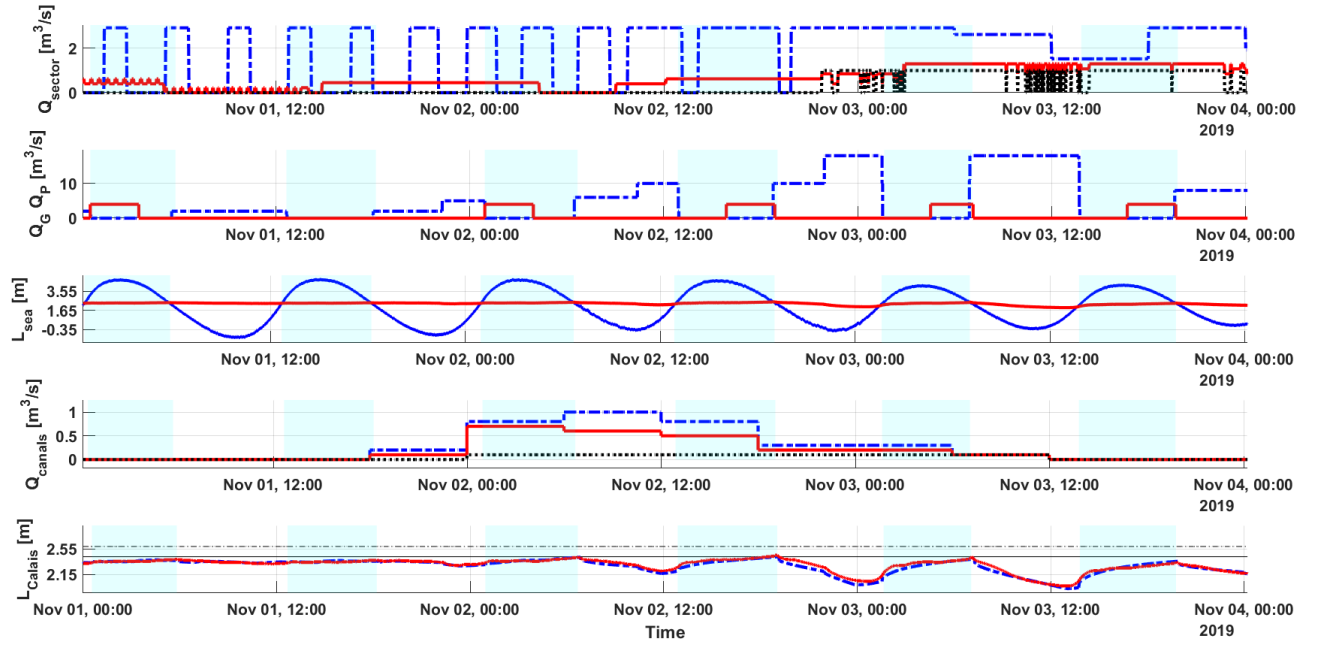 Q_sector [m^3/s]
2
0
Nov 01, 12:00 Nov 02, 00:00 Nov 02, 12:00 Nov 03, 00:00 Nov 03, 12:00 Nov 04, 00:00
2019
Q_G Q_P [m^3/s]
10
0
Nov 01, 12:00 Nov 02, 00:00 Nov 02, 12:00 Nov 03, 00:00 Nov 03, 12:00 Nov 04, 00:00
2019
L_sea [m]
3.55
1.65
-0.35
Nov 01, 12:00 Nov 02, 00:00 Nov 02, 12:00 Nov 03, 00:00 Nov 03, 12:00 Nov 04, 00:00
2019
Q_canals [m^3/s]
1
0.5
0
Nov 01, 12:00 Nov 02, 00:00 Nov 02, 12:00 Nov 03, 00:00 Nov 03, 12:00 Nov 04, 00:00
2019
L_Calais [m]
2.55
2.15
Nov 01, 00:00 Nov 01, 12:00 Nov 02, 00:00 Nov 02, 12:00 Nov 03, 00:00 Nov 03, 12:00 Nov 04, 00:00
Time 2019